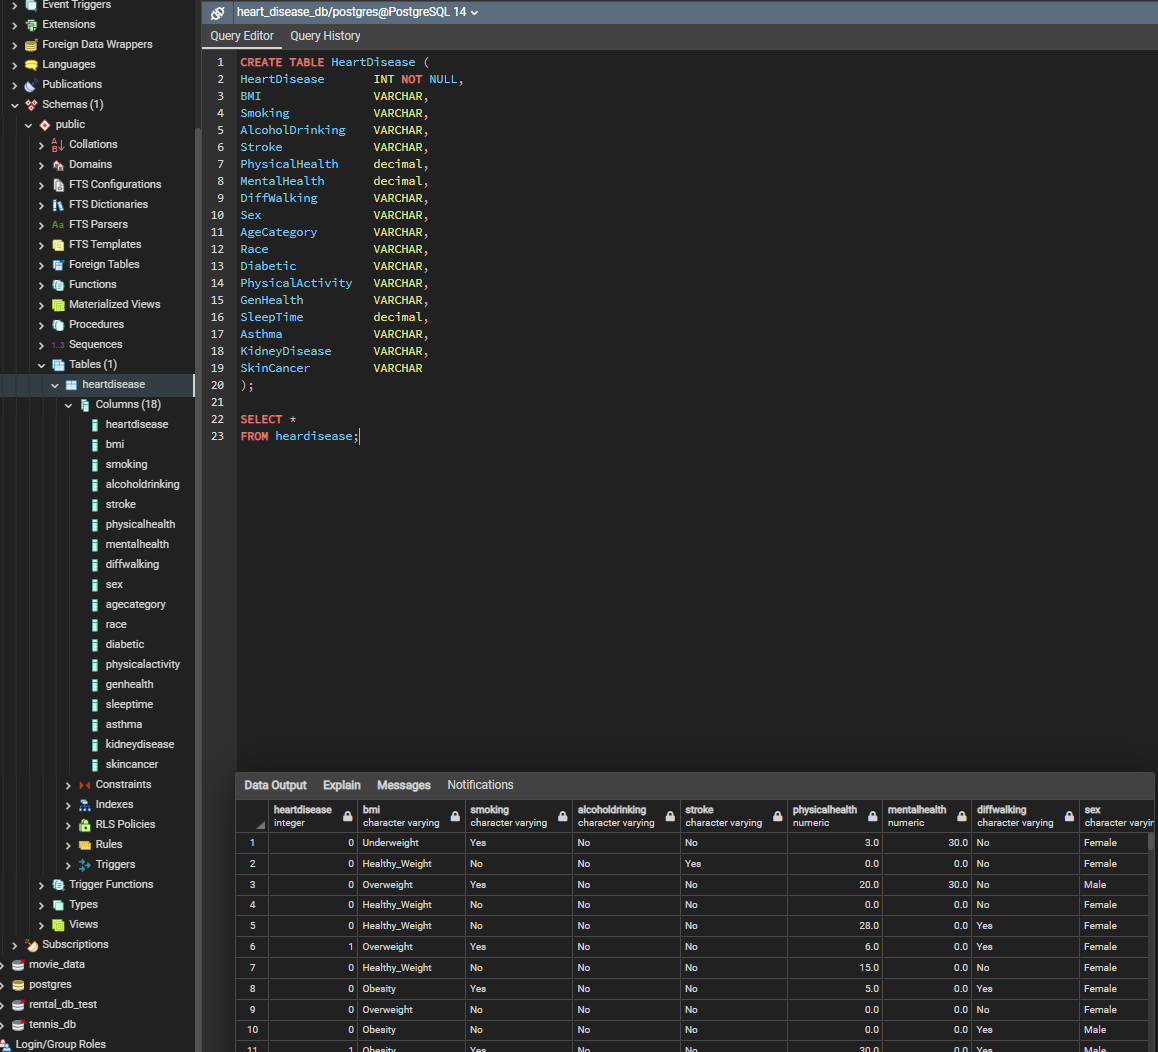 Event Triggers
Extensions
Foreign Data Wrappers
Languages
Publications
Schemas (1)
public
Collations
Domains
FTS Configurations
FTS Dictionaries
Aa FTS Parsers
FTS Templates
Foreign Tables
Functions
Materialized Views
Procedures
1..3 Sequences
Tables (1)
heartdisease
Columns (18)
heartdisease
bmi
smoking
alcoholdrinking
stroke
physicalhealth
mentalhealth
diffwalking
sex
agecategory
race
diabetic
physicalactivity
genhealth
sleeptime
asthma
kidneydisease
skincancer
Constraints
Indexes
RLS Policies
Rules
Triggers
Trigger Functions
Types
Views
Subscriptions
movie_data
postgres
rental_db_test
tennis_db
Login/Group Roles
heart_disease_db/postgres@PostgreSQL 14
Query Editor Query History
1 CREATE TABLE HeartDisease (
2 HeartDisease INT NOT NULL,
3 BMI VARCHAR,
4 Smoking VARCHAR,
5 AlcoholDrinking VARCHAR,
6 Stroke VARCHAR,
7 PhysicalHealth decimal,
8 MentalHealth decimal,
9 DiffWalking VARCHAR,
10 Sex VARCHAR,
11 AgeCategory VARCHAR,
12 Race VARCHAR,
13 Diabetic VARCHAR,
14 PhysicalActivity VARCHAR,
15 GenHealth VARCHAR,
16 SleepTime decimal,
17 Asthma VARCHAR,
18 KidneyDisease VARCHAR,
19 SkinCancer VARCHAR
20 );
21
22 SELECT *
23 FROM heardisease;
Data Output Explain Messages Notifications
heartdisease bmi smoking alcoholdrinking stroke physicalhealth mentalhealth diffwalking sex
integer character varying character varying character varying character varying numeric numeric character varying character varyin
1 0 Underweight Yes No No 3.0 30.0 No Female
2 0 Healthy_Weight No No Yes 0.0 0.0 No Female
3 0 Overweight Yes No No 20.0 30.0 No Male
4 0 Healthy_Weight No No No 0.0 0.0 No Female
5 0 Healthy_Weight No No No 28.0 0.0 Yes Female
6 1 Overweight Yes No No 6.0 0.0 Yes Female
7 0 Healthy_Weight No No No 15.0 0.0 No Female
8 0 Obesity Yes No No 5.0 0.0 Yes Female
9 0 Overweight No No No 0.0 0.0 No Female
10 0 Obesity No No No 0.0 0.0 Yes Male
11 1 Obesity Yes No No 30.0 0.0 Yes Male